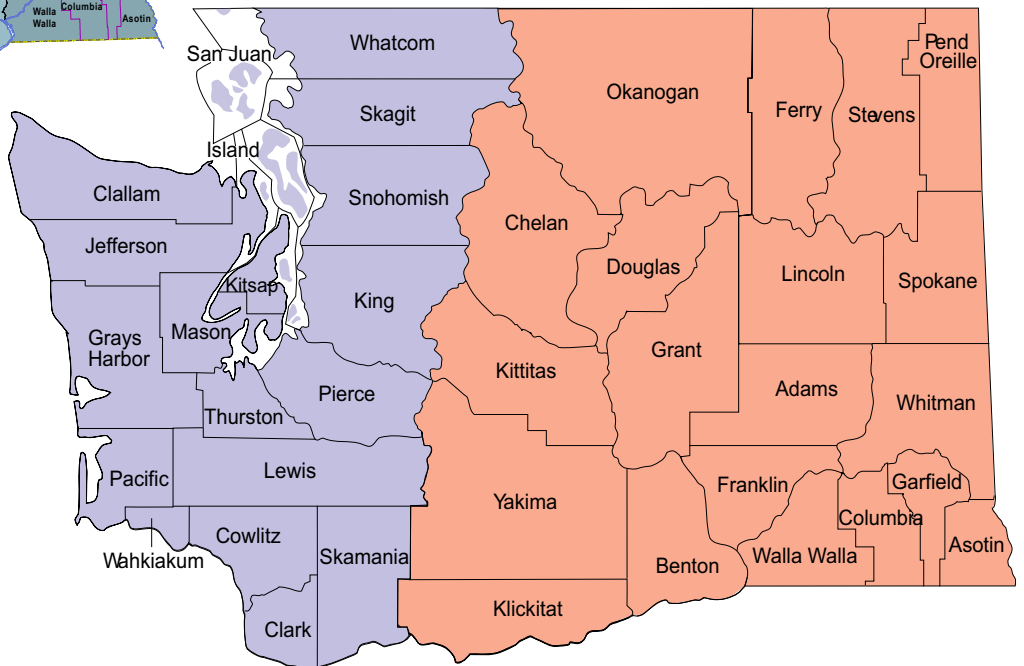 Walla
Walla
Columbia
Asotin
San Juan
Whatcom
Skagit
Island
Clallam
Snohomish
Jefferson
Kitsap
King
Grays
Harbor
Mason
Pierce
Thurston
Pacific
Lewis
Wahkiakum
Cowlitz
Skamania
Clark
Okanogan
Ferry
Stevens
Pend
Oreille
Chelan
Douglas
Lincoln
Spokane
Kittitas
Grant
Adams
Whitman
Yakima
Franklin
Garfield
Columbia
Benton
Walla Walla
Asotin
Klickitat